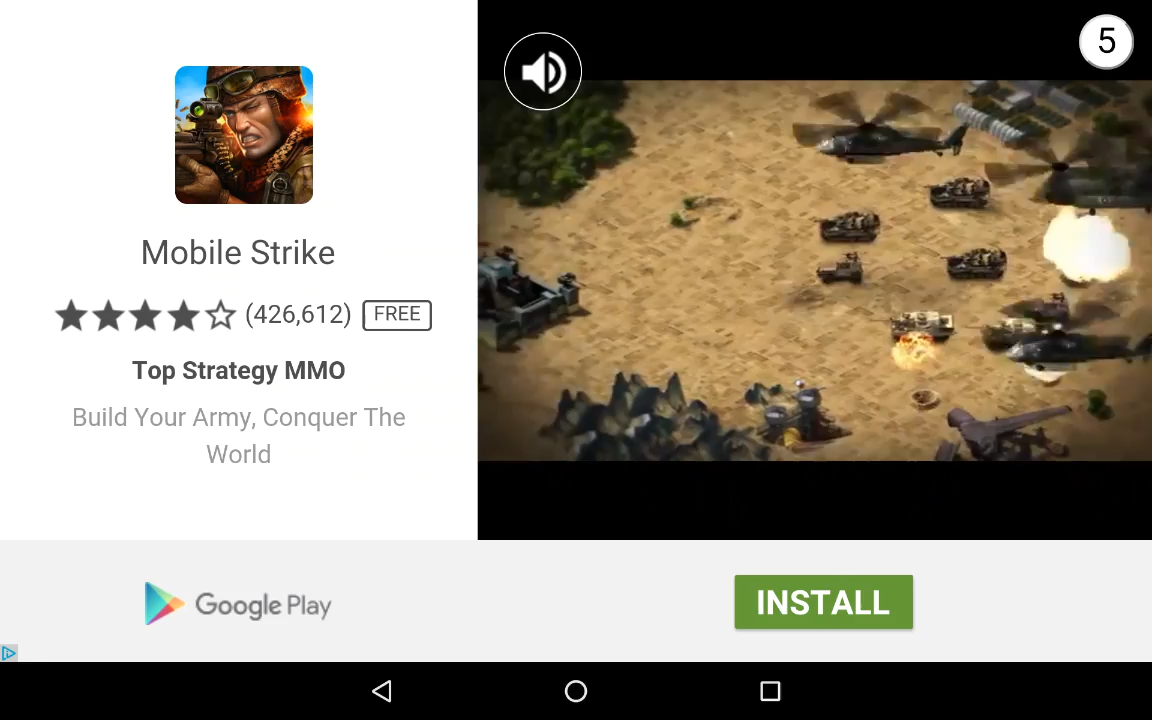 5
Mobile Strike
(426,612) FREE
Top Strategy MMO
Build Your Army, Conquer The
World
Google Play
INSTALL